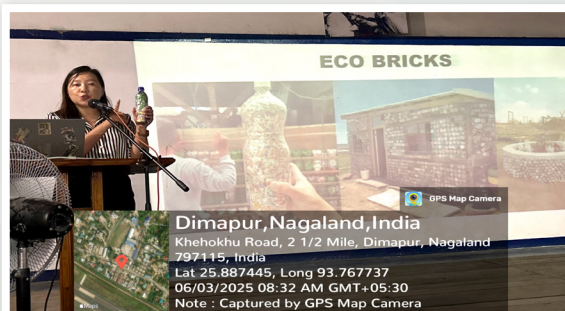 ECO BRICKS
GPS Map Camera
Dimapur,Nagaland,India
Khehokhu Road, 2 1/2 Mile, Dimapur, Nagaland
797115, India
Lat 25.887445, Long 93.767737
06/03/2025 08:32 AM GMT+05:30
Note : Captured by GPS Map Camera
Maps